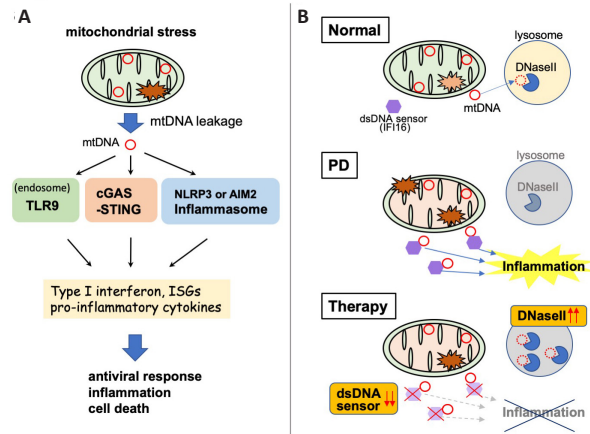 A
mitochondrial stress
mtDNA leakage
mtDNA
(endosome)
TLR9
cGAS
-STING
NLRP3 or AIM2
Inflammasome
Type I interferon, ISGs
pro-inflammatory cytokines
antiviral response
inflammation
cell death
B
Normal
lysosome
DNaseII
mtDNA
dsDNA sensor
(IFI16)
PD
lysosome
DNaseII
Inflammation
Therapy
DNaseII
dsDNA
sensor
Inflammation